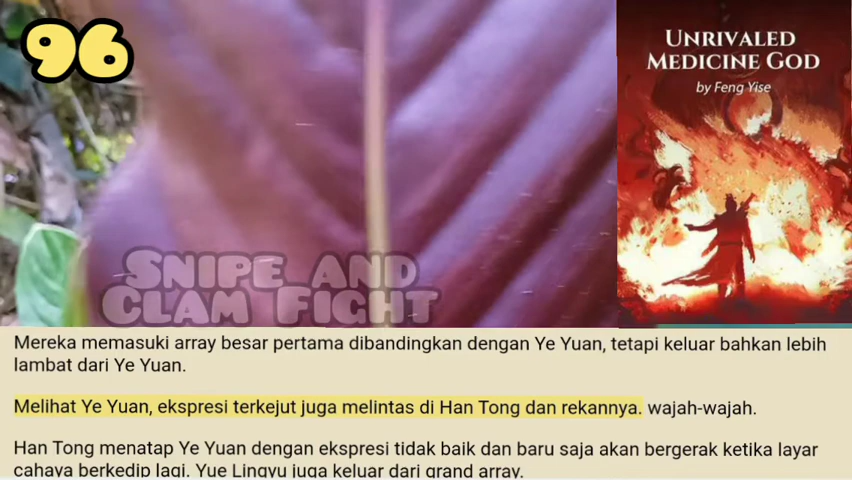 96
UNRIVALED
MEDICINE GOD
by Feng Yise
SNIPE AND
CLAM FIGHT
Mereka memasuki array besar pertama dibandingkan dengan Ye Yuan, tetapi keluar bahkan lebih
lambat dari Ye Yuan.
Melihat Ye Yuan, ekspresi terkejut juga melintas di Han Tong dan rekannya. wajah-wajah.
Han Tong menatap Ye Yuan dengan ekspresi tidak baik dan baru saja akan bergerak ketika layar
cahaya berkedip lagi. Yue Lingyu juga keluar dari grand array.